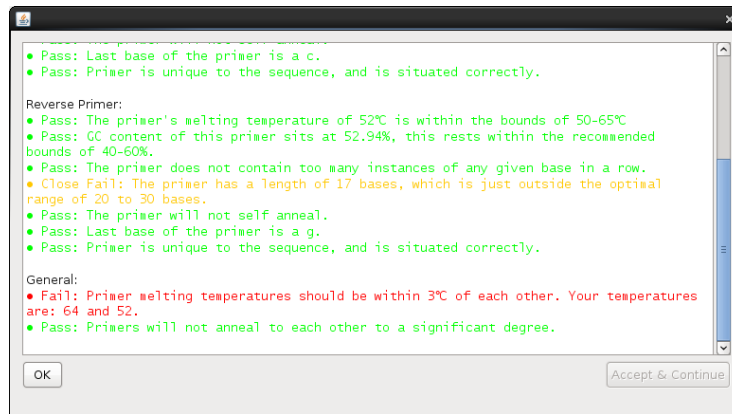 • Pass: The primer will not self anneal.
• Pass: Last base of the primer is a c.
• Pass: Primer is unique to the sequence, and is situated correctly.
Reverse Primer:
• Pass: The primer's melting temperature of 52℃ is within the bounds of 50-65℃
• Pass: GC content of this primer sits at 52.94%, this rests within the recommended
bounds of 40-60%.
• Pass: The primer does not contain too many instances of any given base in a row.
• Close Fail: The primer has a length of 17 bases, which is just outside the optimal
range of 20 to 30 bases.
• Pass: The primer will not self anneal.
• Pass: Last base of the primer is a g.
• Pass: Primer is unique to the sequence, and is situated correctly.
General:
• Fail: Primer melting temperatures should be within 3℃ of each other. Your temperatures
are: 64 and 52.
• Pass: Primers will not anneal to each other to a significant degree.
OK
Accept & Continue